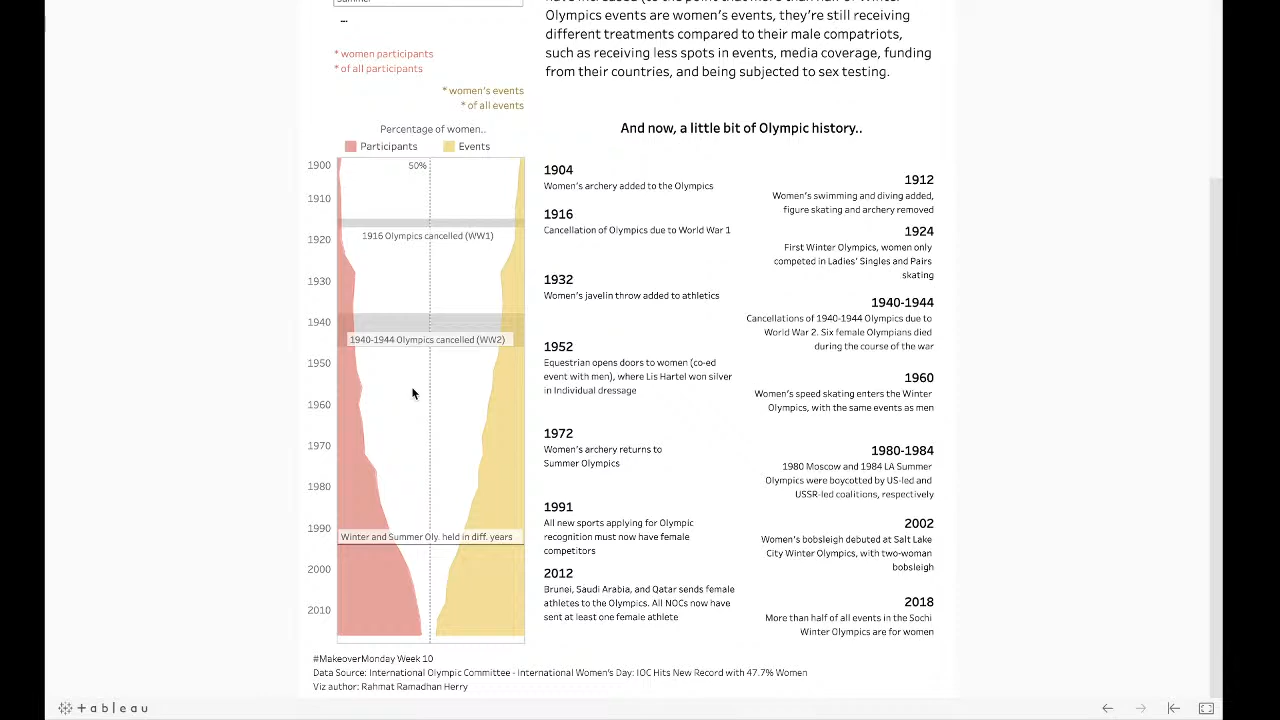 Summer
...
* women participants
* of all participants
* women's events
* of all events
have increased (to the point that more than half of Winter
Olympics events are women's events, they're still receiving
different treatments compared to their male compatriots,
such as receiving less spots in events, media coverage, funding
from their countries, and being subjected to sex testing.
Percentage of women..
Participants
Events
50%
1900
1910
1916 Olympics cancelled (WW1)
1920
1930
1940
1940-1944 Olympics cancelled (WW2)
1950
1960
1970
1980
1990
Winter and Summer Oly. held in diff. years
2000
2010
And now, a little bit of Olympic history..
1904
Women's archery added to the Olympics
1912
Women's swimming and diving added,
figure skating and archery removed
1916
Cancellation of Olympics due to World War 1
1924
First Winter Olympics, women only
competed in Ladies' Singles and Pairs
skating
1932
Women's javelin throw added to athletics
1940-1944
Cancellations of 1940-1944 Olympics due to
World War 2. Six female Olympians died
during the course of the war
1952
Equestrian opens doors to women (co-ed
event with men), where Lis Hartel won silver
in Individual dressage
1960
Women's speed skating enters the Winter
Olympics, with the same events as men
1972
Women's archery returns to
Summer Olympics
1980-1984
1980 Moscow and 1984 LA Summer
Olympics were boycotted by US-led and
USSR-led coalitions, respectively
1991
All new sports applying for Olympic
recognition must now have female
competitors
2002
Women's bobsleigh debuted at Salt Lake
City Winter Olympics, with two-woman
bobsleigh
2012
Brunei, Saudi Arabia, and Qatar sends female
athletes to the Olympics. All NOCs now have
sent at least one female athlete
2018
More than half of all events in the Sochi
Winter Olympics are for women
#MakeoverMonday Week 10
Data Source: International Olympic Committee - International Women's Day: IOC Hits New Record with 47.7% Women
Viz author: Rahmat Ramadhan Herry
+ a b l e a u